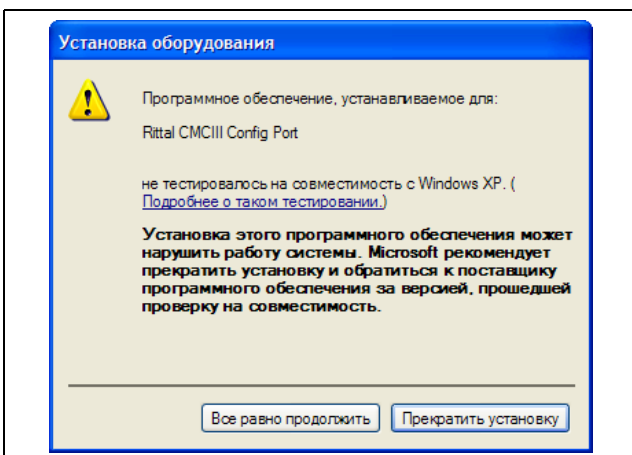 Установка оборудования
Программное обеспечение, устанавливаемое для:
Rittal CMCIII Config Port
не тестировалось на совместимость с Windows XP. (
Подробнее о таком тестировании.)
Установка этого программного обеспечения может
нарушить работу системы. Microsoft рекомендует
прекратить установку и обратиться к поставщику
программного обеспечения за версией, прошедшей
проверку на совместимость.
Все равно продолжить Прекратить установку